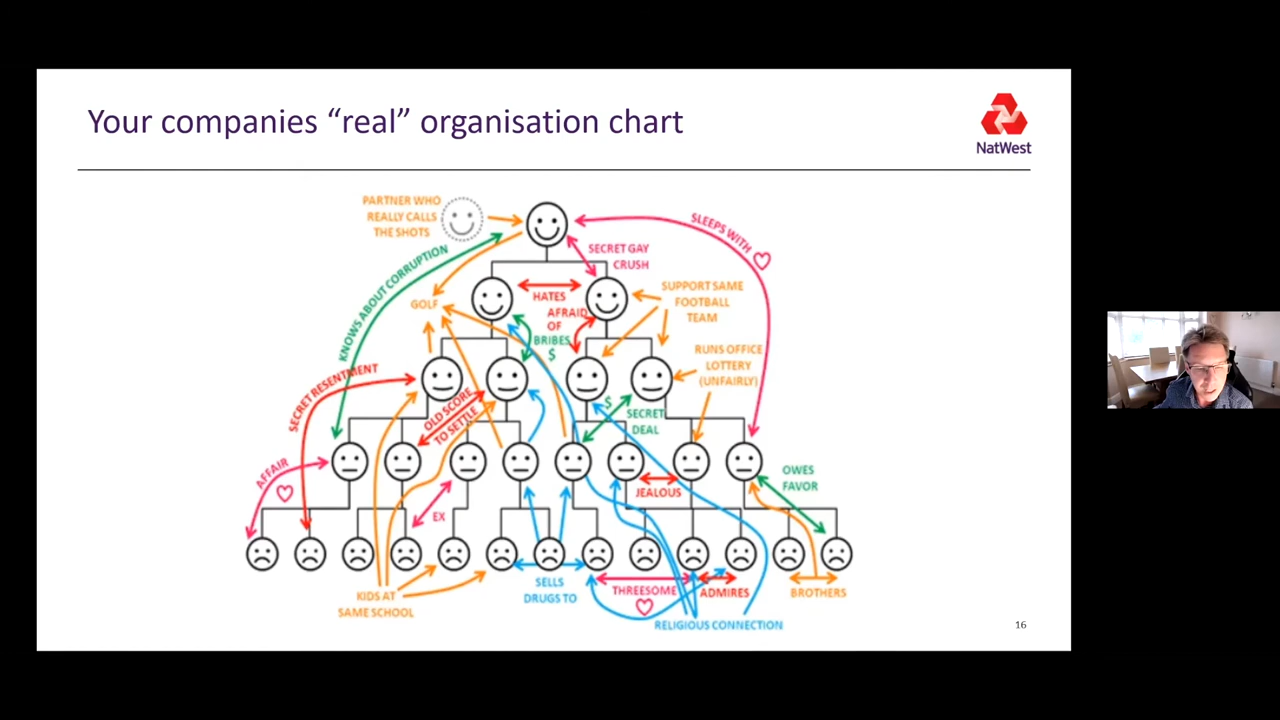 Your companies “real” organisation chart
NatWest
PARTNER WHO
REALLY CALLS
THE SHOTS
SLEEPS WITH
SECRET GAY
CRUSH
KNOWS ABOUT CORRUPTION
GOLF
HATES
SUPPORT SAME
FOOTBALL
TEAM
AFRAID
OF
BRIBES
$
RUNS OFFICE
LOTTERY
(UNFAIRLY)
SECRET RESENTMENT
OLD SCORE
TO SETTLE
$
SECRET
DEAL
AFFAIR
JEALOUS
OWES
FAVOR
EX
KIDS AT
SAME SCHOOL
SELLS
DRUGS TO
THREESOME
ADMIRES
BROTHERS
RELIGIOUS CONNECTION
16